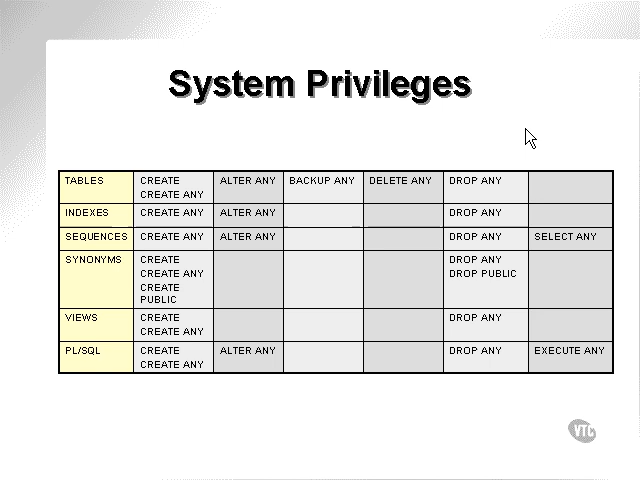 System Privileges
TABLES CREATE ALTER ANY BACKUP ANY DELETE ANY DROP ANY
CREATE ANY
INDEXES CREATE ANY ALTER ANY DROP ANY
SEQUENCES CREATE ANY ALTER ANY DROP ANY SELECT ANY
SYNONYMS CREATE DROP ANY
CREATE ANY DROP PUBLIC
CREATE
PUBLIC
VIEWS CREATE DROP ANY
CREATE ANY
PL/SQL CREATE ALTER ANY DROP ANY EXECUTE ANY
CREATE ANY
VTC